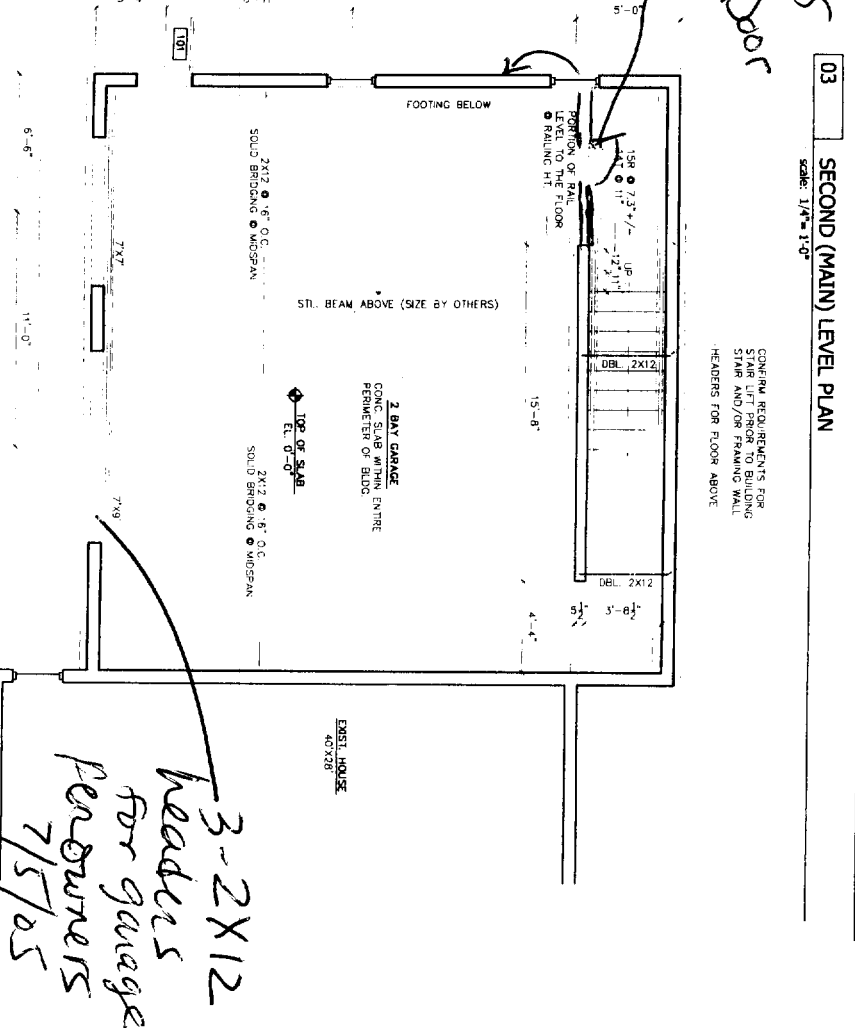 03
SECOND (MAIN) LEVEL PLAN
scale: 1/4"= 1'-0"
CONFIRM REQUIREMENTS FOR
STAIR LIFT PRIOR TO BUILDING
STAIR AND/OR FRAMING WALL
HEADERS FOR FLOOR ABOVE
Door
5'-0"
101
FOOTING BELOW
15R @ 7.3"+/-
@ 11"
UP
12" 11"
PORTION OF RAIL
LEVEL TO THE FLOOR
@ RAILING HT.
DBL. 2X12
DBL. 2X12
15'-8"
4'-4"
5½"
3'-8½"
2X12 @ 16" O.C.
SOLID BRIDGING @ MIDSPAN
STL. BEAM ABOVE (SIZE BY OTHERS)
2 BAY GARAGE
CONC. SLAB WITHIN ENTIRE
PERIMETER OF BLDG.
TOP OF SLAB
EL. 0'-0"
2X12 @ 16" O.C.
SOLID BRIDGING @ MIDSPAN
6'-6"
7'X7'
11'-0"
7'X9'
EXIST. HOUSE
40'X28'
3-2X12
headers
for garage
per owners
7/5/05